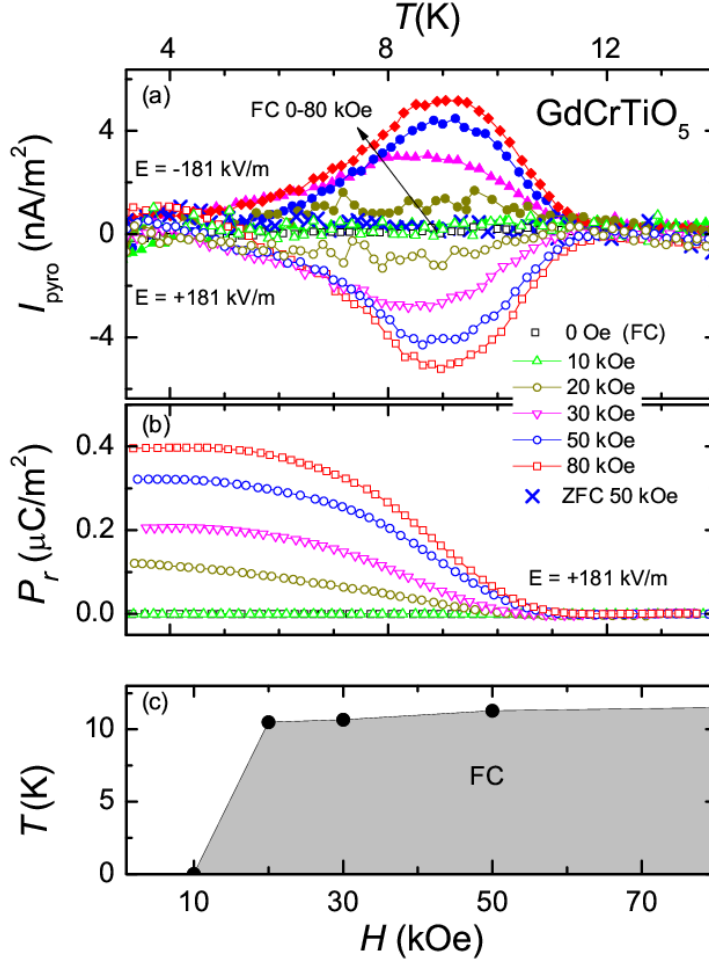 T(K)
4 8 12
(a)
FC 0-80 kOe
GdCrTiO5
4
E = -181 kV/m
0
E = +181 kV/m
-4
I_pyro (nA/m²)
0 Oe (FC)
10 kOe
20 kOe
30 kOe
50 kOe
80 kOe
ZFC 50 kOe
(b)
0.4
0.2
0.0
P_r (μC/m²)
E = +181 kV/m
(c)
10
5
0
T(K)
FC
10 30 50 70
H (kOe)